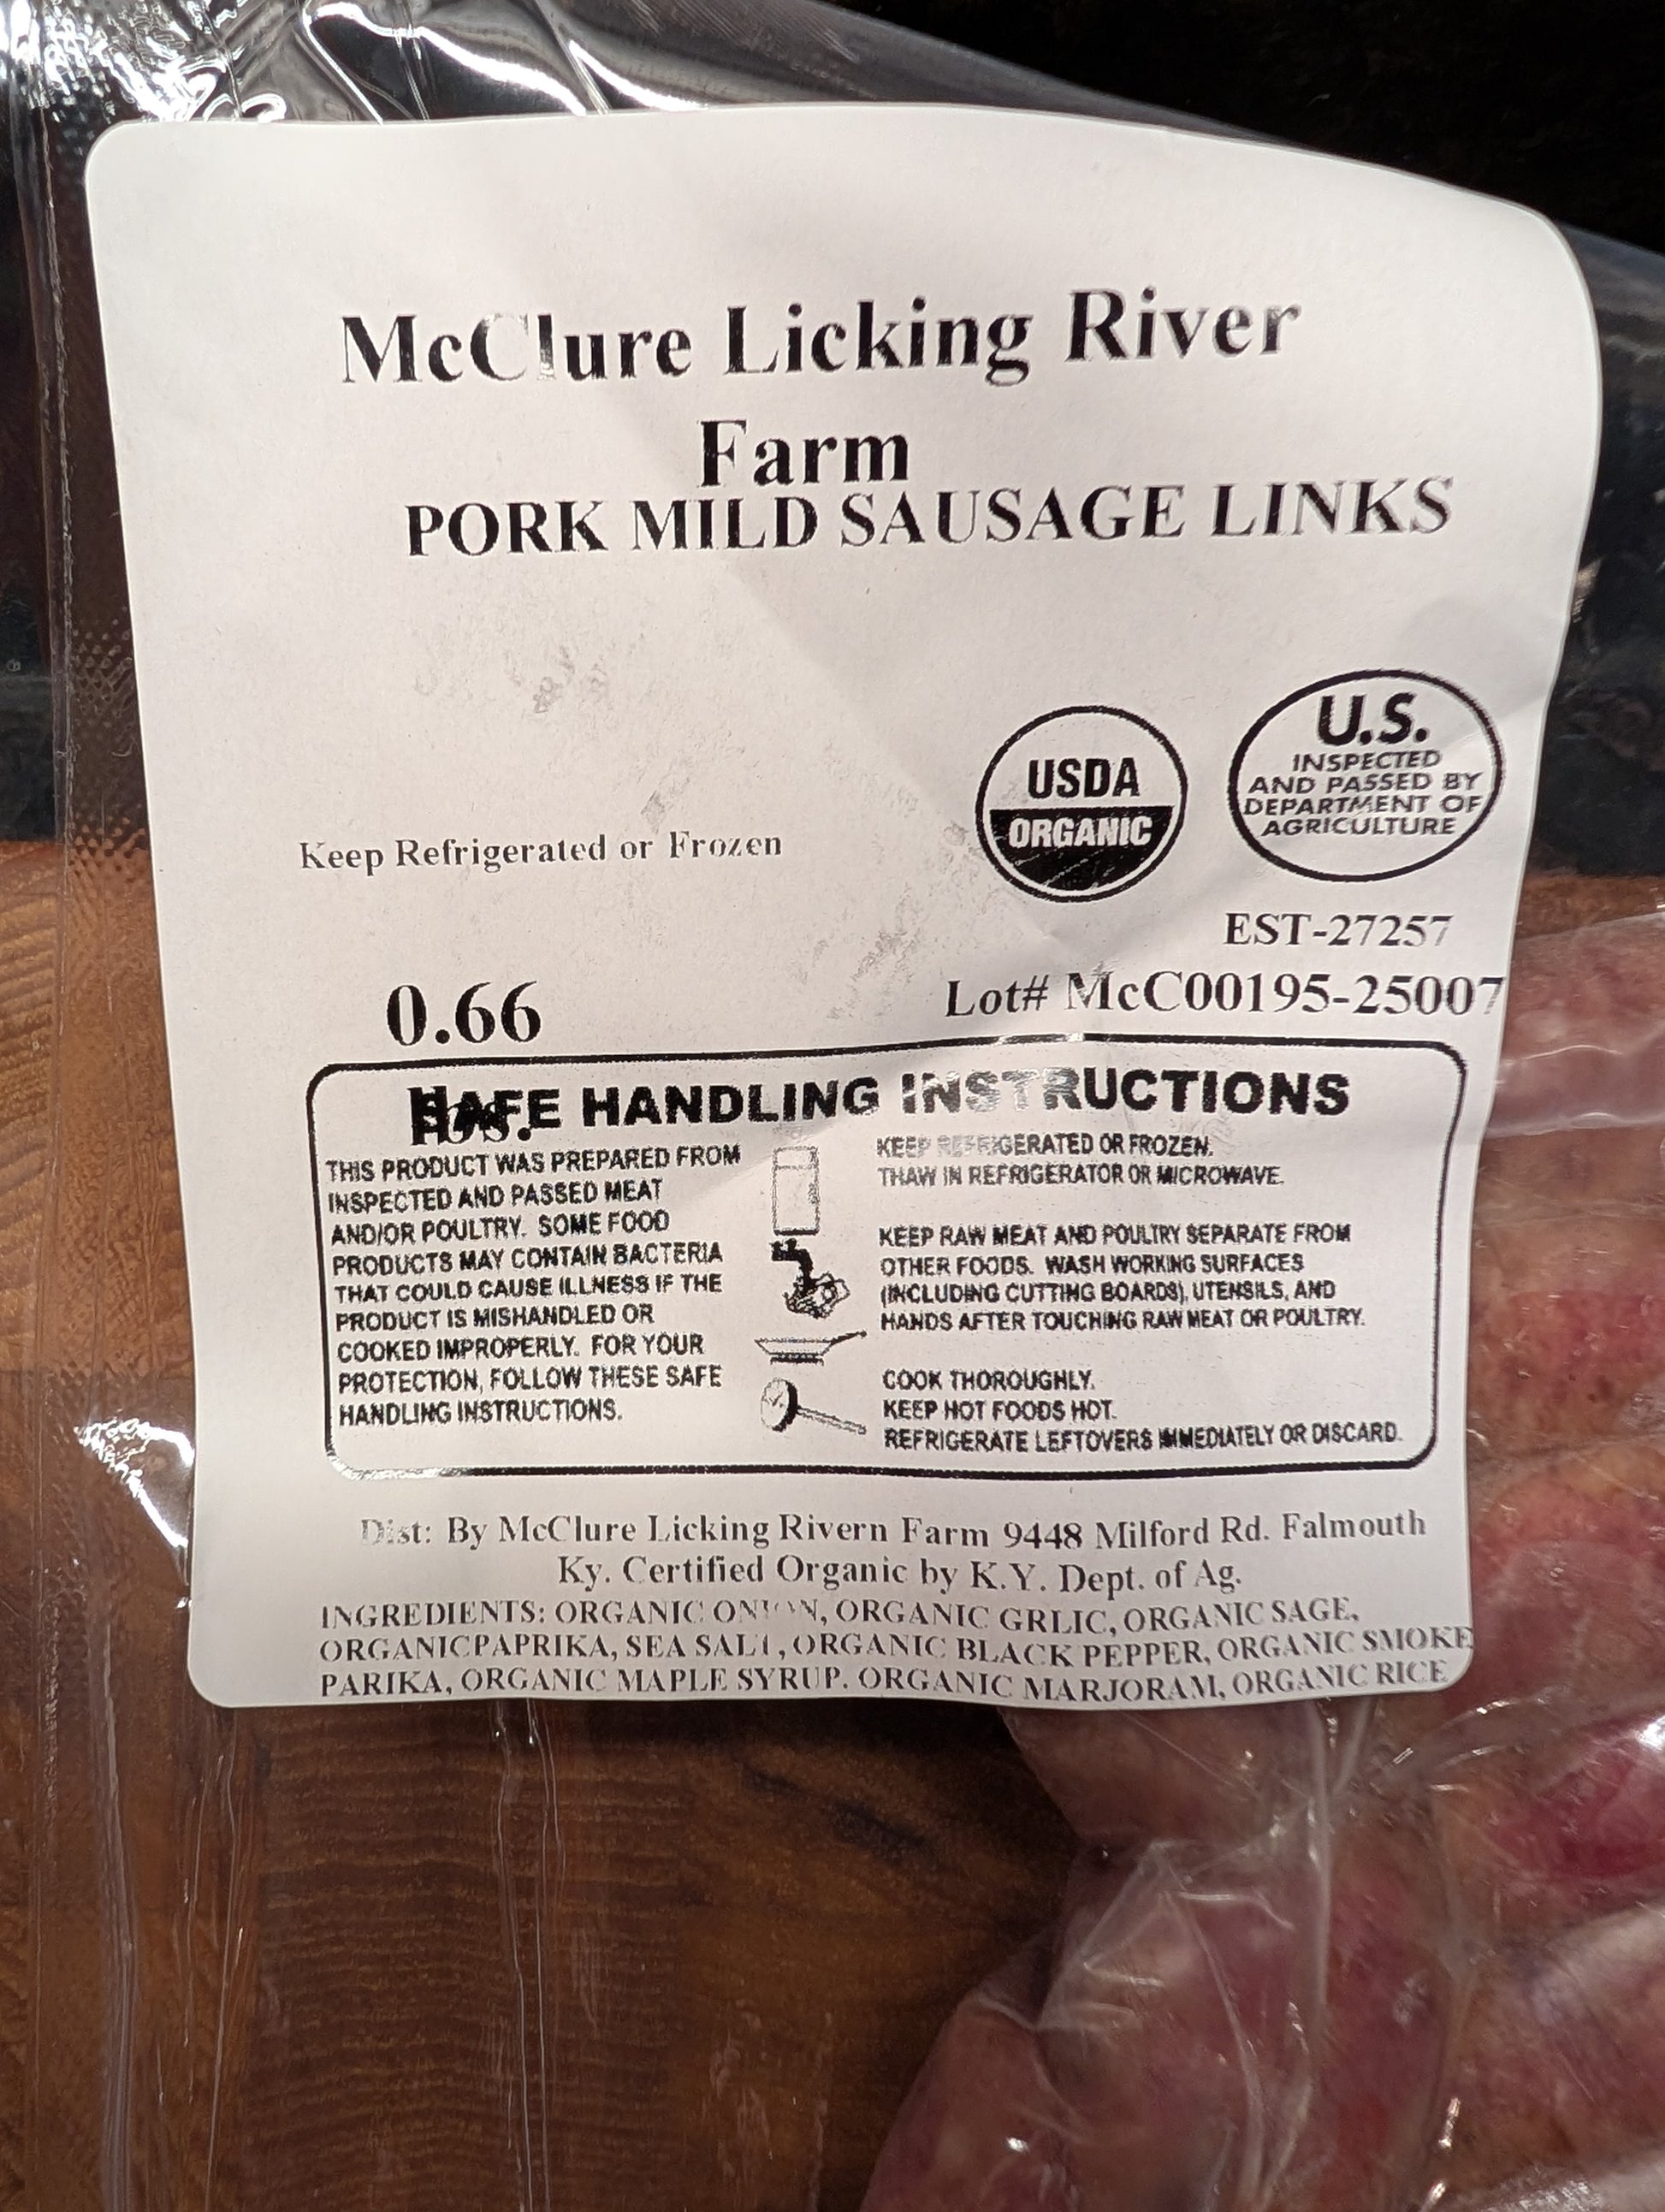 McClure Licking River
Farm
PORK MILD SAUSAGE LINKS
USDA
ORGANIC
U.S.
INSPECTED
AND PASSED BY
DEPARTMENT OF
AGRICULTURE
Keep Refrigerated or Frozen
EST-27257
0.66
Lot# McC00195-25007
lbs.
SAFE HANDLING INSTRUCTIONS
THIS PRODUCT WAS PREPARED FROM
INSPECTED AND PASSED MEAT
AND/OR POULTRY. SOME FOOD
PRODUCTS MAY CONTAIN BACTERIA
THAT COULD CAUSE ILLNESS IF THE
PRODUCT IS MISHANDLED OR
COOKED IMPROPERLY. FOR YOUR
PROTECTION, FOLLOW THESE SAFE
HANDLING INSTRUCTIONS.
KEEP REFRIGERATED OR FROZEN.
THAW IN REFRIGERATOR OR MICROWAVE.
KEEP RAW MEAT AND POULTRY SEPARATE FROM
OTHER FOODS. WASH WORKING SURFACES
(INCLUDING CUTTING BOARDS), UTENSILS, AND
HANDS AFTER TOUCHING RAW MEAT OR POULTRY.
COOK THOROUGHLY.
KEEP HOT FOODS HOT.
REFRIGERATE LEFTOVERS IMMEDIATELY OR DISCARD.
Dist: By McClure Licking Rivern Farm 9448 Milford Rd. Falmouth
Ky. Certified Organic by K.Y. Dept. of Ag.
INGREDIENTS: ORGANIC ONION, ORGANIC GRLIC, ORGANIC SAGE,
ORGANICPAPRIKA, SEA SALT, ORGANIC BLACK PEPPER, ORGANIC SMOKE
PARIKA, ORGANIC MAPLE SYRUP. ORGANIC MARJORAM, ORGANIC RICE